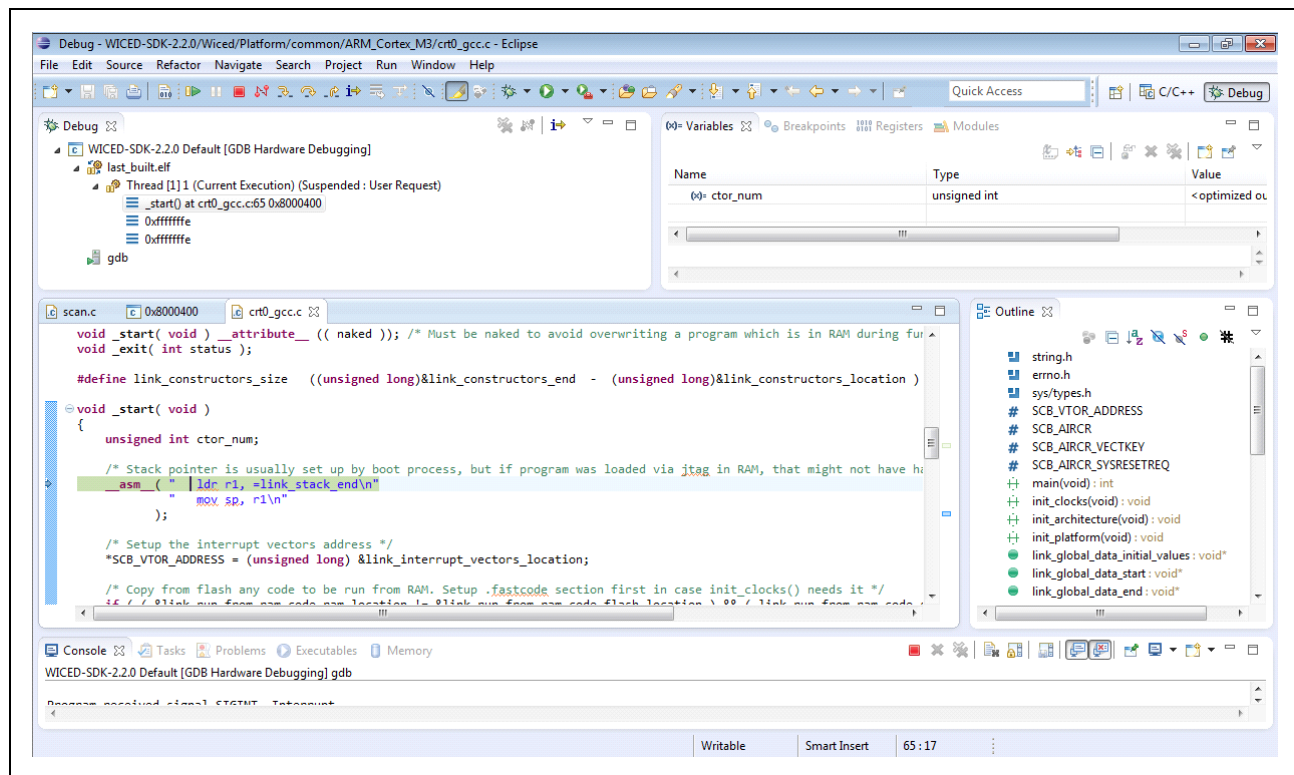 Debug - WICED-SDK-2.2.0/Wiced/Platform/common/ARM_Cortex_M3/crt0_gcc.c - Eclipse
File Edit Source Refactor Navigate Search Project Run Window Help
Quick Access C/C++ Debug
Debug
WICED-SDK-2.2.0 Default [GDB Hardware Debugging]
last_built.elf
Thread [1] 1 (Current Execution) (Suspended : User Request)
_start() at crt0_gcc.c:65 0x8000400
0xfffffffe
0xfffffffe
gdb
(x)= Variables Breakpoints Registers Modules
Name Type Value
(x)= ctor_num unsigned int <optimized ou
scan.c 0x8000400 crt0_gcc.c
void _start( void ) __attribute__ (( naked )); /* Must be naked to avoid overwriting a program which is in RAM during fur
void _exit( int status );
#define link_constructors_size ((unsigned long)&link_constructors_end - (unsigned long)&link_constructors_location )
void _start( void )
{
unsigned int ctor_num;
/* Stack pointer is usually set up by boot process, but if program was loaded via jtag in RAM, that might not have ha
__asm__( " ldr r1, =link_stack_end\n"
" mov sp, r1\n"
);
/* Setup the interrupt vectors address */
*SCB_VTOR_ADDRESS = (unsigned long) &link_interrupt_vectors_location;
/* Copy from flash any code to be run from RAM. Setup .fastcode section first in case init_clocks() needs it */
if ( ( &link_run_from_ram_code_ram_location != &link_run_from_ram_code_flash_location ) && ( link_run_from_ram_code
Outline
string.h
errno.h
sys/types.h
# SCB_VTOR_ADDRESS
# SCB_AIRCR
# SCB_AIRCR_VECTKEY
# SCB_AIRCR_SYSRESETREQ
main(void) : int
init_clocks(void) : void
init_architecture(void) : void
init_platform(void) : void
link_global_data_initial_values : void*
link_global_data_start : void*
link_global_data_end : void*
Console Tasks Problems Executables Memory
WICED-SDK-2.2.0 Default [GDB Hardware Debugging] gdb
Program received signal SIGINT, Interrupt
Writable Smart Insert 65 : 17